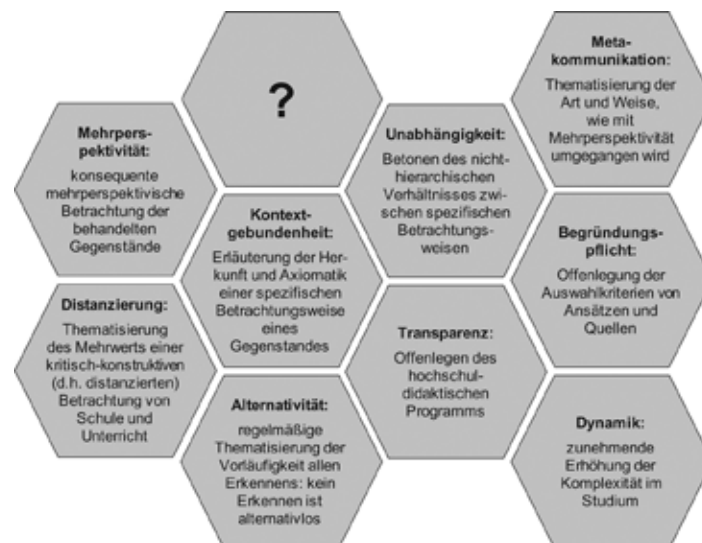 Mehrpers-
pektivität:
konsequente
mehrperspektivische
Betrachtung der
behandelten
Gegenstände
Distanzierung:
Thematisierung
des Mehrwerts einer
kritisch-konstruktiven
(d.h. distanzierten)
Betrachtung von
Schule und
Unterricht
?
Kontext-
gebundenheit:
Erläuterung der Her-
kunft und Axiomatik
einer spezifischen
Betrachtungsweise
eines
Gegenstandes
Alternativität:
regelmäßige
Thematisierung der
Vorläufigkeit allen
Erkennens: kein
Erkennen ist
alternativlos
Unabhängigkeit:
Betonen des nicht-
hierarchischen
Verhältnisses zwi-
schen spezifischen
Betrachtungs-
weisen
Transparenz:
Offenlegen des
hochschul-
didaktischen
Programms
Meta-
kommunikation:
Thematisierung der
Art und Weise,
wie mit
Mehrperspektivität
umgegangen wird
Begründungs-
pflicht:
Offenlegung der
Auswahlkriterien von
Ansätzen und
Quellen
Dynamik:
zunehmende
Erhöhung der
Komplexität im
Studium